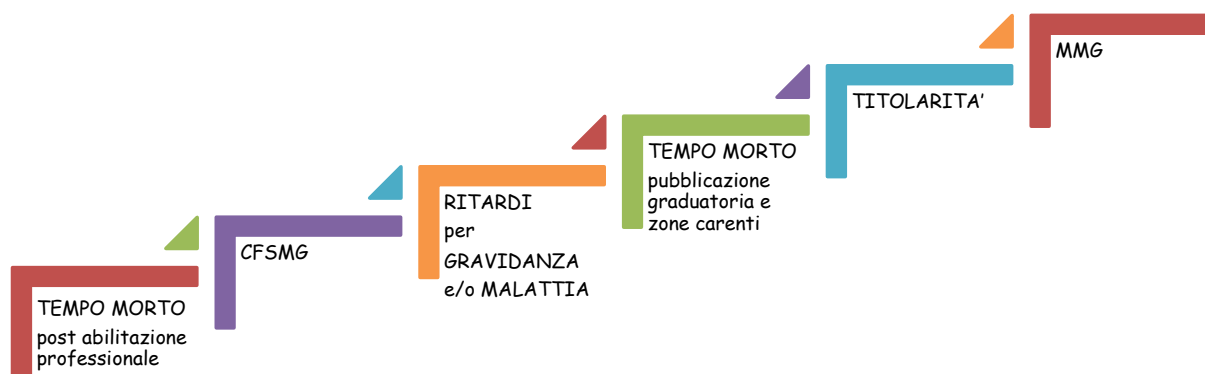 TEMPO MORTO
post abilitazione
professionale
CFSMG
RITARDI
per
GRAVIDANZA
e/o MALATTIA
TEMPO MORTO
pubblicazione
graduatoria e
zone carenti
TITOLARITA'
MMG